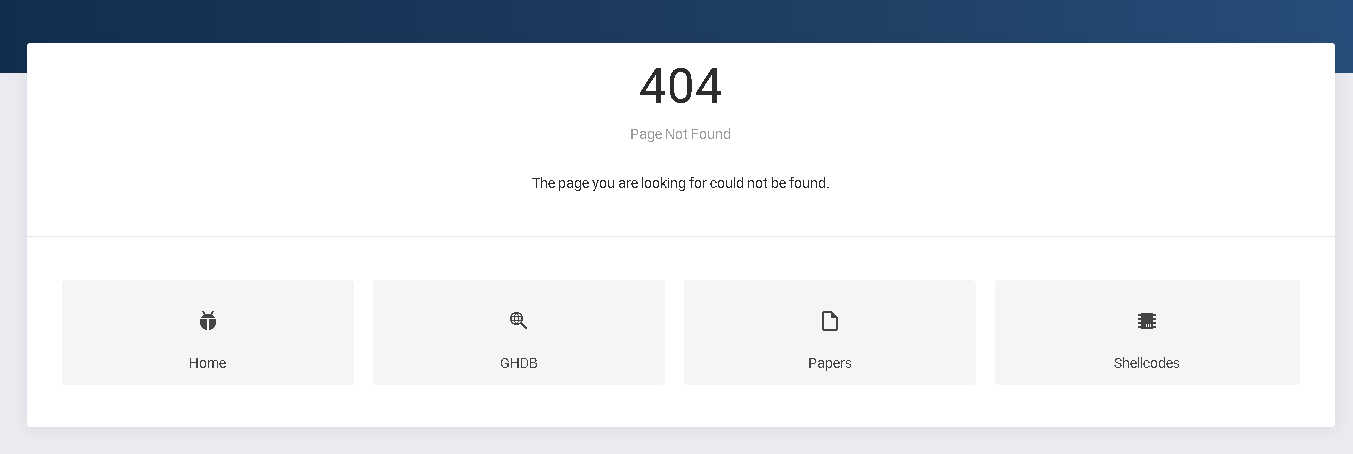 404
Page Not Found
The page you are looking for could not be found.
Home
GHDB
Papers
Shellcodes